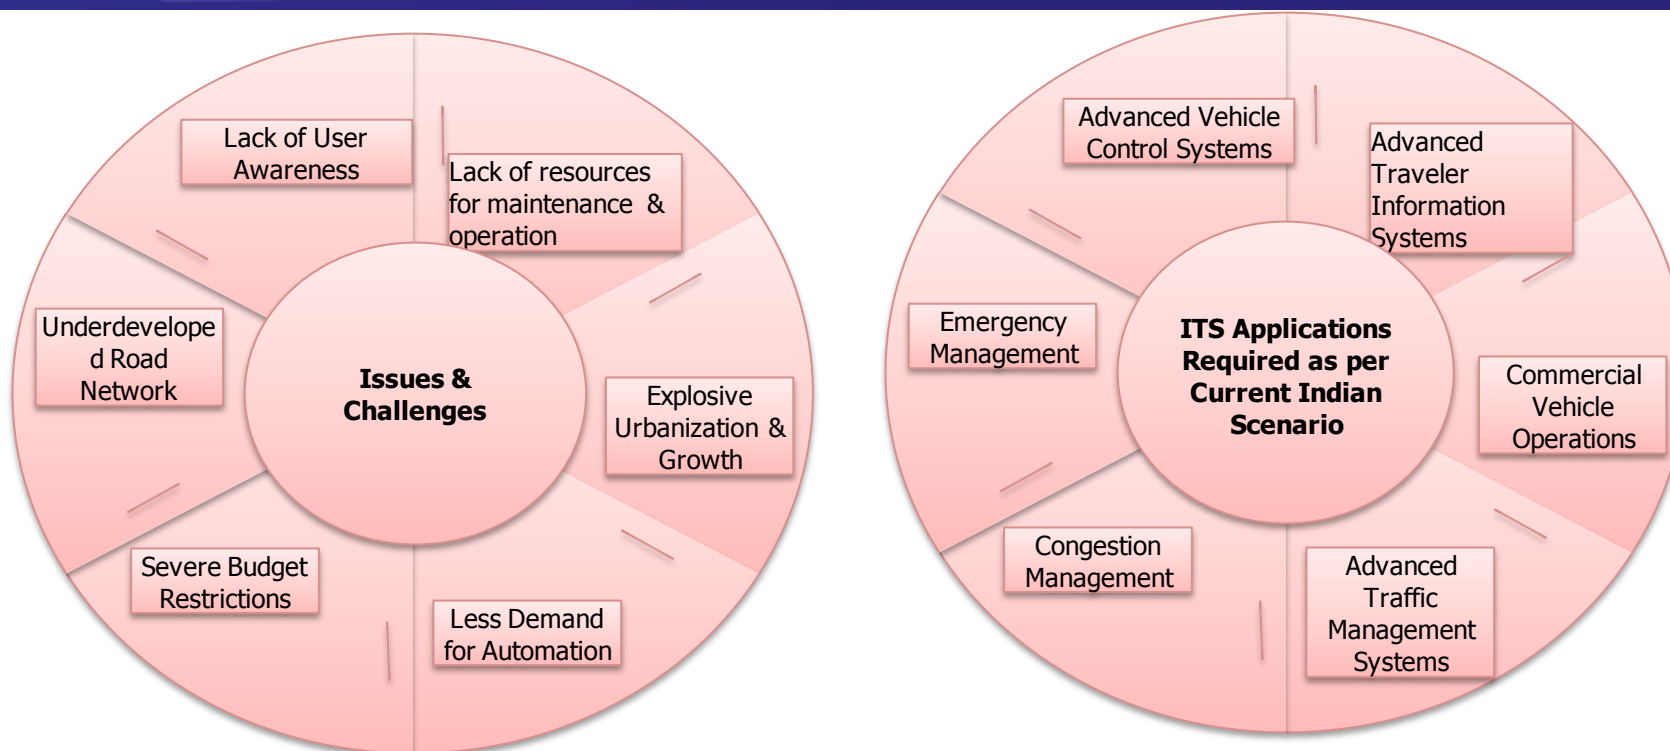 Lack of User
Awareness
Lack of resources
for maintenance &
operation
Underdevelope
d Road
Network
Issues &
Challenges
Explosive
Urbanization &
Growth
Severe Budget
Restrictions
Less Demand
for Automation
Advanced Vehicle
Control Systems
Advanced
Traveler
Information
Systems
Emergency
Management
ITS Applications
Required as per
Current Indian
Scenario
Commercial
Vehicle
Operations
Congestion
Management
Advanced
Traffic
Management
Systems